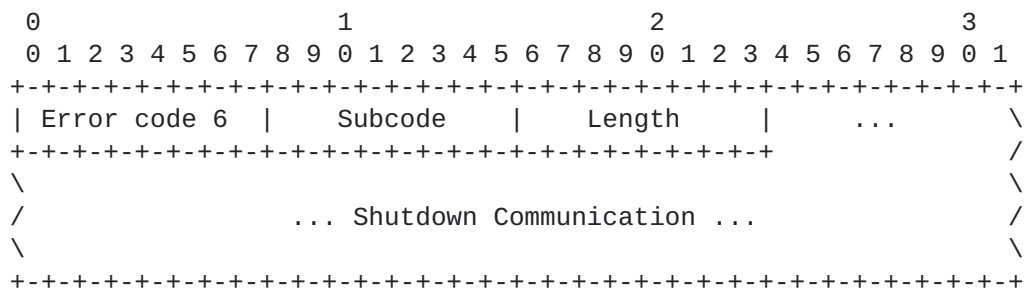 0                   1                   2                   3
 0 1 2 3 4 5 6 7 8 9 0 1 2 3 4 5 6 7 8 9 0 1 2 3 4 5 6 7 8 9 0 1
+-+-+-+-+-+-+-+-+-+-+-+-+-+-+-+-+-+-+-+-+-+-+-+-+-+-+-+-+-+-+-+-+
| Error code 6  |    Subcode    |    Length     |     ...       \
+-+-+-+-+-+-+-+-+-+-+-+-+-+-+-+-+-+-+-+-+-+-+-+-+               /
\                                                               \
/                 ... Shutdown Communication ...                /
\                                                               \
+-+-+-+-+-+-+-+-+-+-+-+-+-+-+-+-+-+-+-+-+-+-+-+-+-+-+-+-+-+-+-+-+